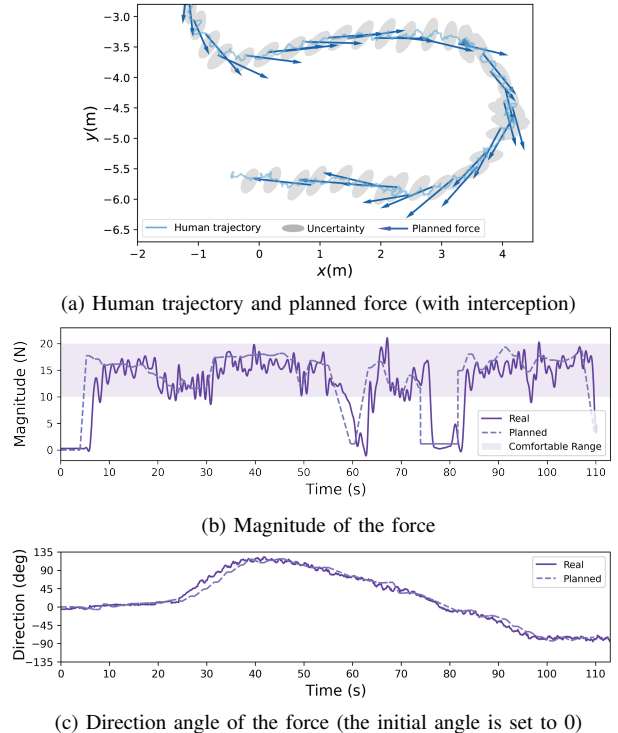 −3.0
−3.5
−4.0
−4.5
−5.0
−5.5
−6.0
−6.5
y(m)
Human trajectory Uncertainty Planned force
−2 −1 0 1 2 3 4
x(m)
(a) Human trajectory and planned force (with interception)
20
15
10
5
0
Magnitude (N)
Real
Planned
Comfortable Range
0 10 20 30 40 50 60 70 80 90 100 110
Time (s)
(b) Magnitude of the force
135
90
45
0
−45
−90
−135
Direction (deg)
Real
Planned
0 10 20 30 40 50 60 70 80 90 100 110
Time (s)
(c) Direction angle of the force (the initial angle is set to 0)